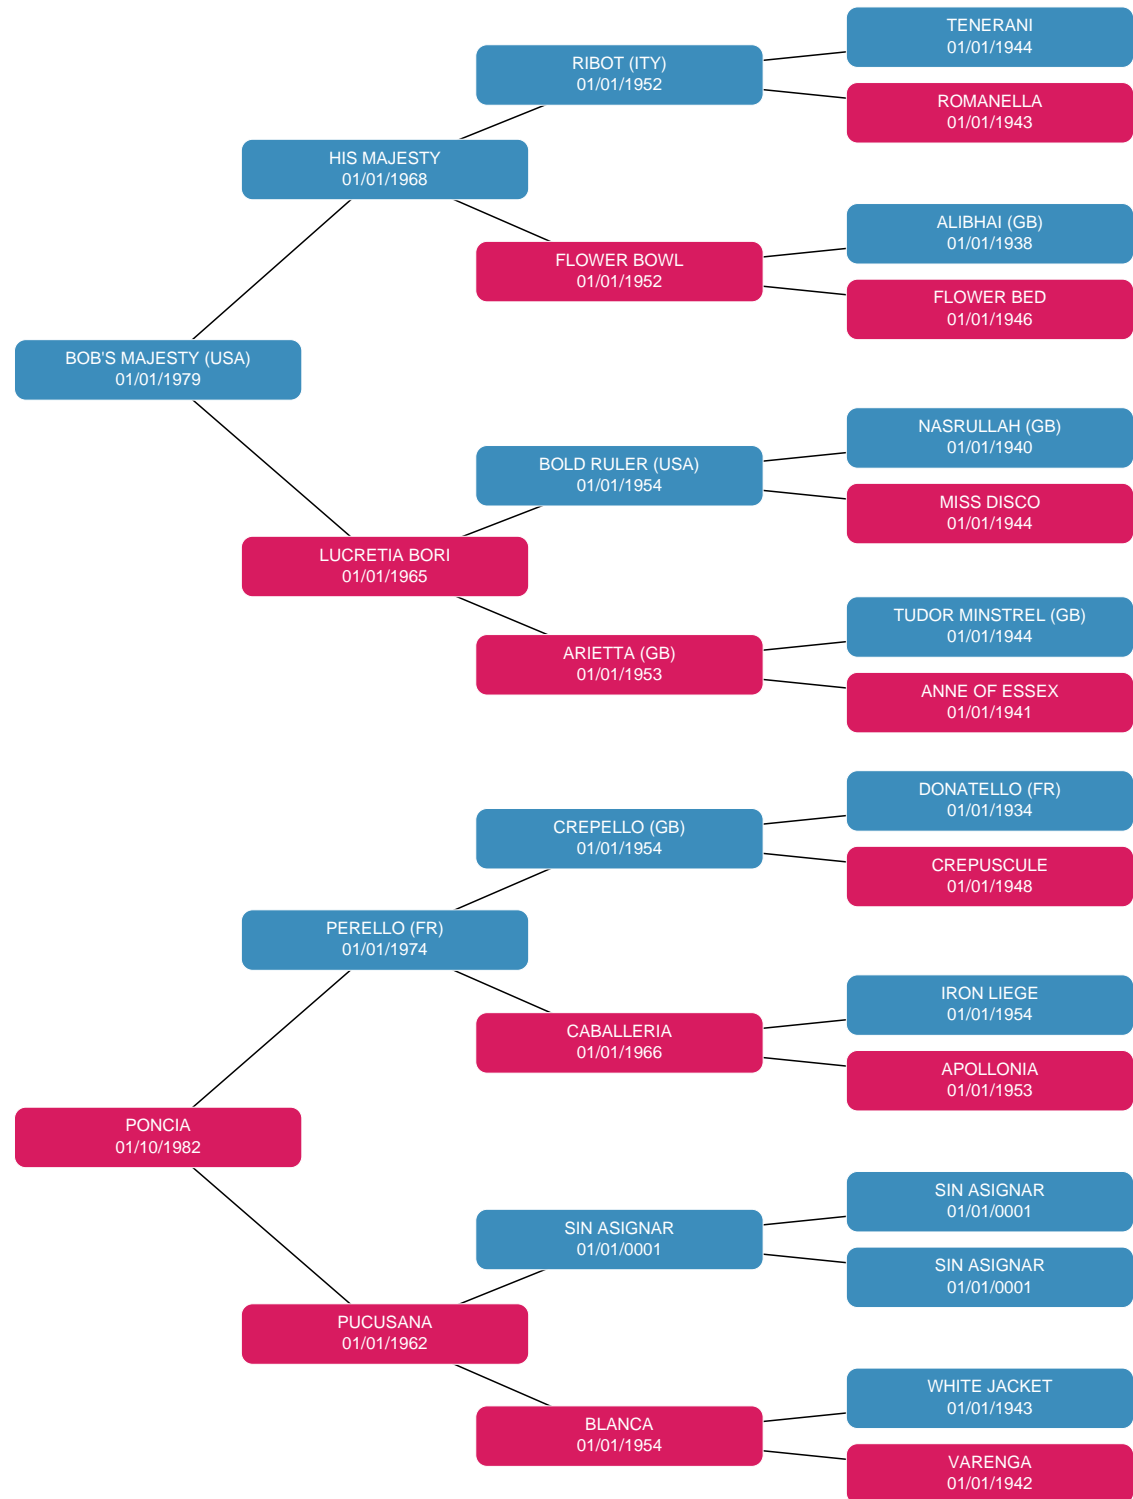 TENERANI
01/01/1944
RIBOT (ITY)
01/01/1952
ROMANELLA
01/01/1943
HIS MAJESTY
01/01/1968
ALIBHAI (GB)
01/01/1938
FLOWER BOWL
01/01/1952
FLOWER BED
01/01/1946
BOB'S MAJESTY (USA)
01/01/1979
NASRULLAH (GB)
01/01/1940
BOLD RULER (USA)
01/01/1954
MISS DISCO
01/01/1944
LUCRETIA BORI
01/01/1965
TUDOR MINSTREL (GB)
01/01/1944
ARIETTA (GB)
01/01/1953
ANNE OF ESSEX
01/01/1941
DONATELLO (FR)
01/01/1934
CREPELLO (GB)
01/01/1954
CREPUSCULE
01/01/1948
PERELLO (FR)
01/01/1974
IRON LIEGE
01/01/1954
CABALLERIA
01/01/1966
APOLLONIA
01/01/1953
PONCIA
01/10/1982
SIN ASIGNAR
01/01/0001
SIN ASIGNAR
01/01/0001
SIN ASIGNAR
01/01/0001
PUCUSANA
01/01/1962
WHITE JACKET
01/01/1943
BLANCA
01/01/1954
VARENGA
01/01/1942